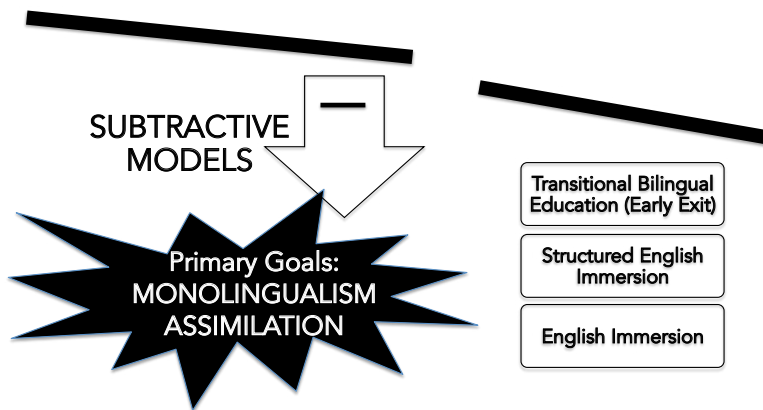 SUBTRACTIVE
MODELS
Primary Goals:
MONOLINGUALISM
ASSIMILATION
Transitional Bilingual
Education (Early Exit)
Structured English
Immersion
English Immersion